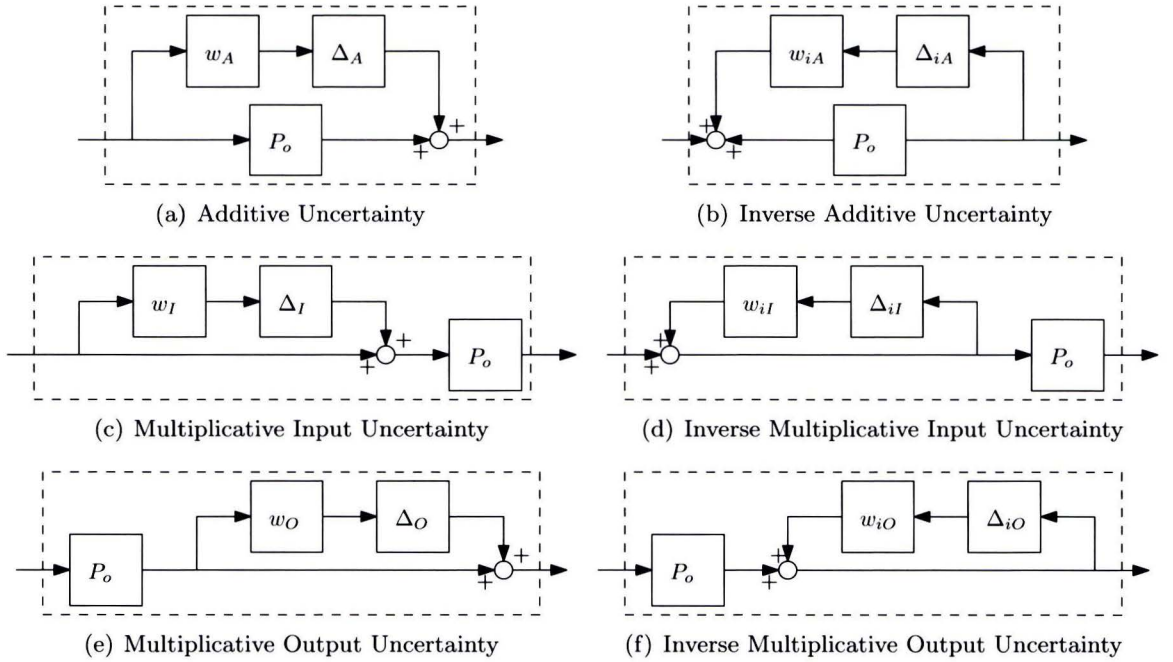 w_A Δ_A w_iA Δ_iA
+ +
P_o P_o
+ +
(a) Additive Uncertainty (b) Inverse Additive Uncertainty
w_I Δ_I w_iI Δ_iI
+ +
P_o P_o
+ +
(c) Multiplicative Input Uncertainty (d) Inverse Multiplicative Input Uncertainty
w_O Δ_O w_iO Δ_iO
+ +
P_o P_o
+ +
(e) Multiplicative Output Uncertainty (f) Inverse Multiplicative Output Uncertainty